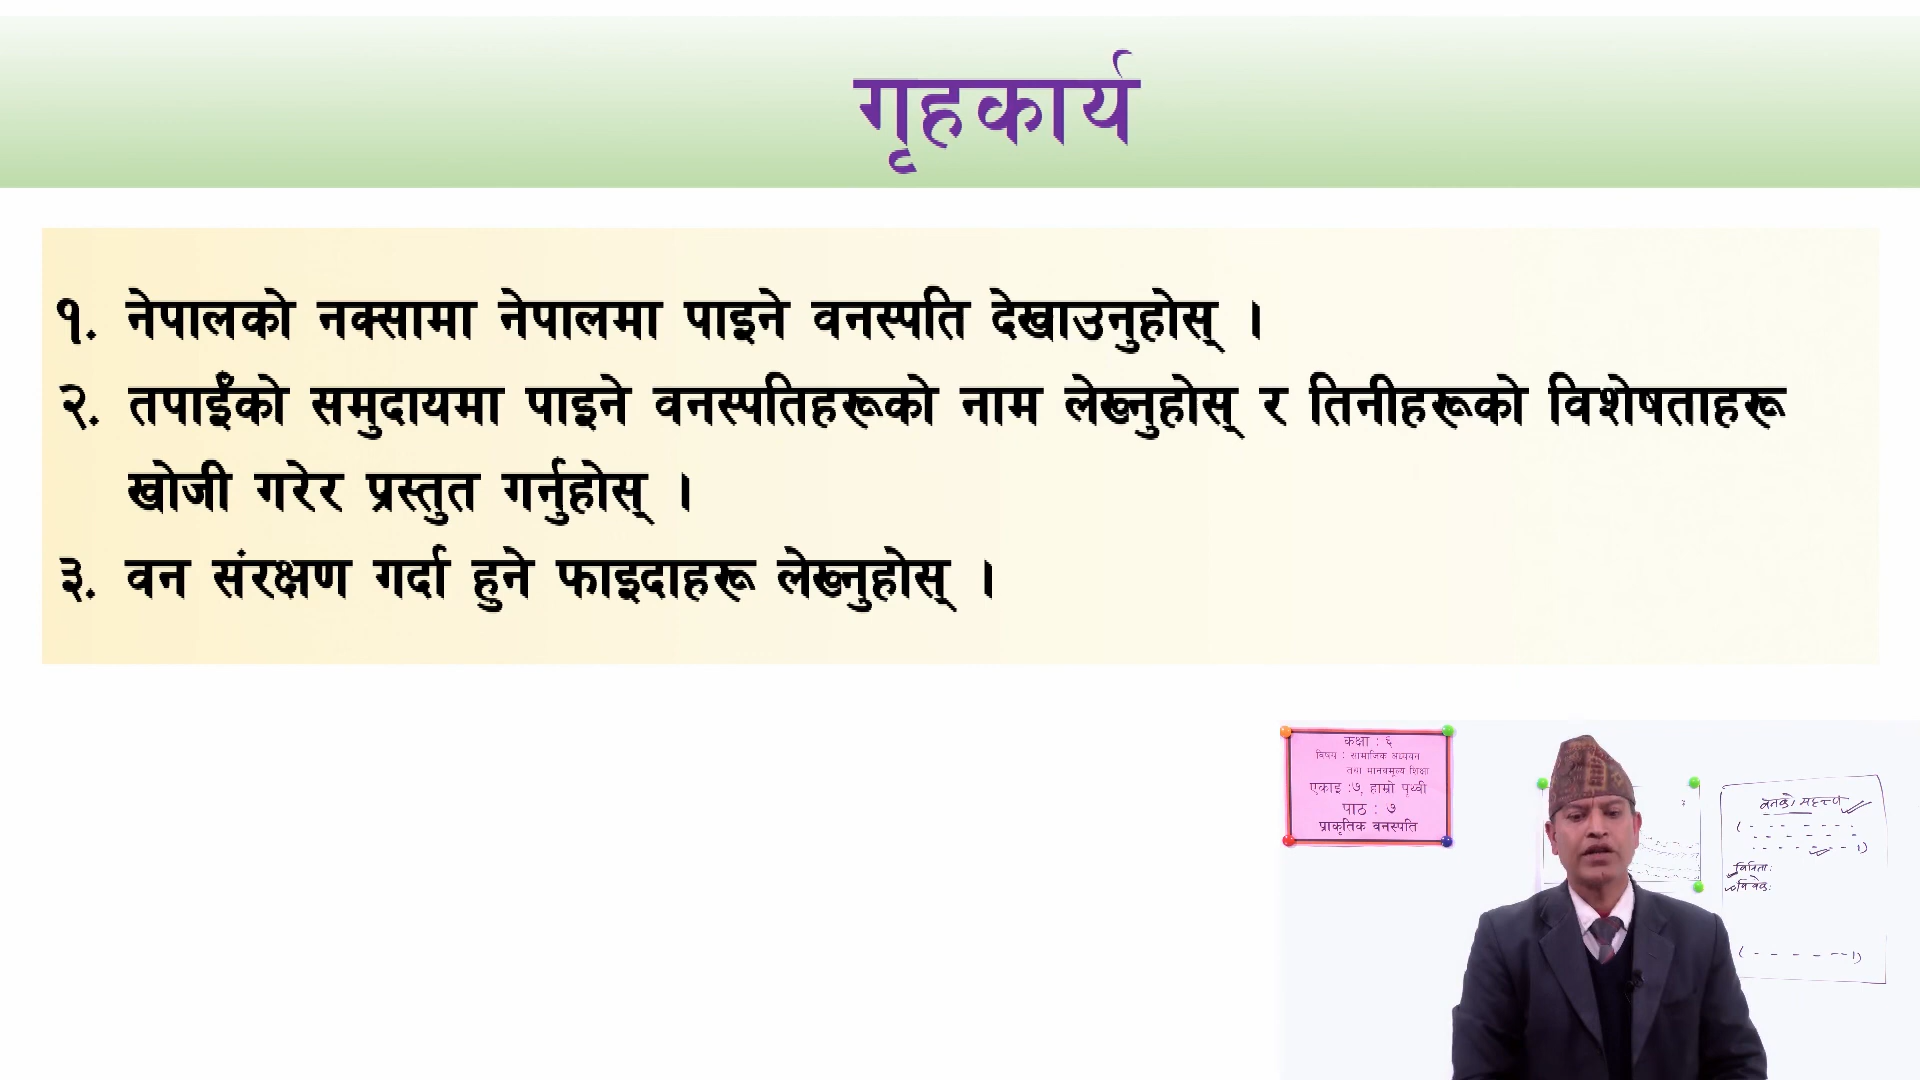 गृहकार्य
१. नेपालको नक्सामा नेपालमा पाइने वनस्पति देखाउनुहोस् ।
२. तपाईँको समुदायमा पाइने वनस्पतिहरूको नाम लेख्नुहोस् र तिनीहरूको विशेषताहरू
खोजी गरेर प्रस्तुत गर्नुहोस् ।
३. वन संरक्षण गर्दा हुने फाइदाहरू लेख्नुहोस् ।
कक्षा : ६
विषय : सामाजिक अध्ययन
तथा मानवमूल्य शिक्षा
एकाइ :७, हाम्रो पृथ्वी
पाठ : ७
प्राकृतिक वनस्पति
वनको महत्त्व